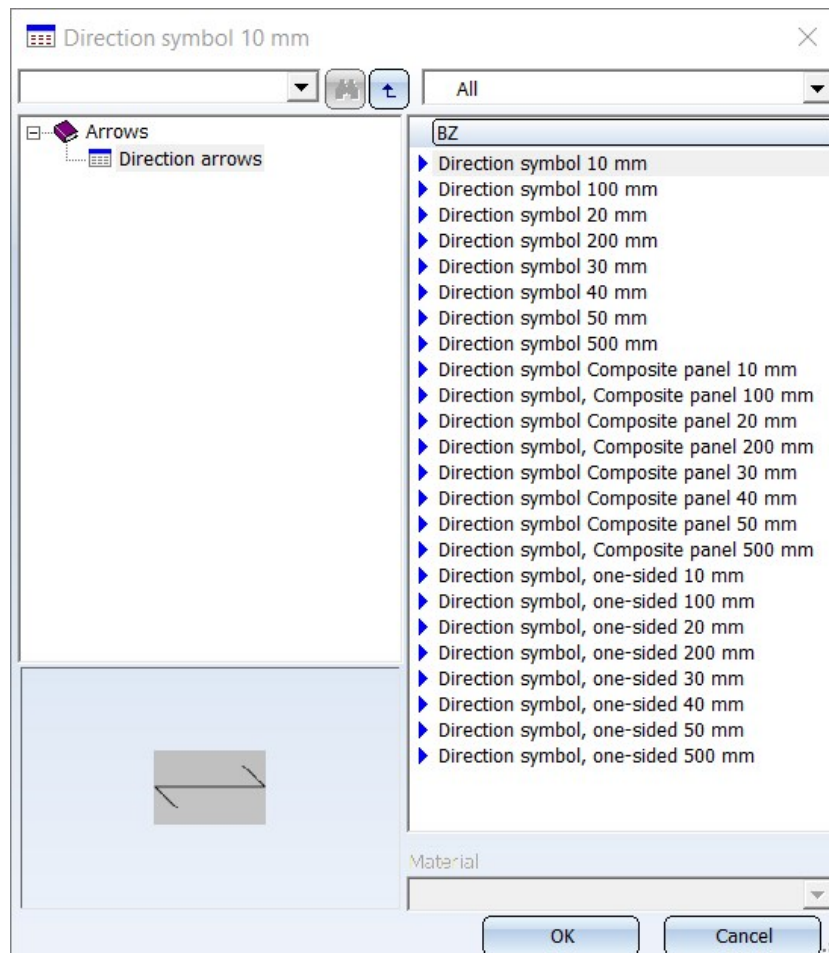 Direction symbol 10 mm
All
Arrows
Direction arrows
BZ
Direction symbol 10 mm
Direction symbol 100 mm
Direction symbol 20 mm
Direction symbol 200 mm
Direction symbol 30 mm
Direction symbol 40 mm
Direction symbol 50 mm
Direction symbol 500 mm
Direction symbol Composite panel 10 mm
Direction symbol, Composite panel 100 mm
Direction symbol Composite panel 20 mm
Direction symbol, Composite panel 200 mm
Direction symbol Composite panel 30 mm
Direction symbol Composite panel 40 mm
Direction symbol Composite panel 50 mm
Direction symbol, Composite panel 500 mm
Direction symbol, one-sided 10 mm
Direction symbol, one-sided 100 mm
Direction symbol, one-sided 20 mm
Direction symbol, one-sided 200 mm
Direction symbol, one-sided 30 mm
Direction symbol, one-sided 40 mm
Direction symbol, one-sided 50 mm
Direction symbol, one-sided 500 mm
Material
OK Cancel